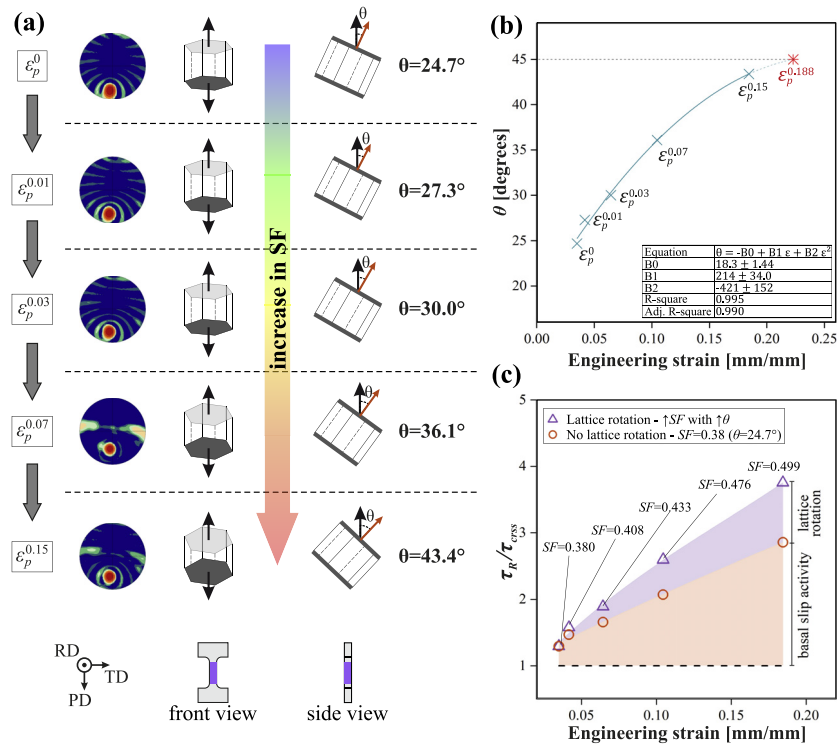 (a)
ε_p^0
θ
θ=24.7°
ε_p^0.01
θ
θ=27.3°
ε_p^0.03
θ
θ=30.0°
ε_p^0.07
θ
θ=36.1°
ε_p^0.15
θ
θ=43.4°
increase in SF
RD
TD
PD
front view
side view
(b)
θ [degrees]
45
40
35
30
25
20
ε_p^0.188
ε_p^0.15
ε_p^0.07
ε_p^0.03
ε_p^0.01
ε_p^0
Equation θ = -B0 + B1 ε + B2 ε²
B0 18.3 ± 1.44
B1 214 ± 34.0
B2 -421 ± 152
R-square 0.995
Adj. R-square 0.990
0.00 0.05 0.10 0.15 0.20 0.25
Engineering strain [mm/mm]
(c)
τ_R/τ_crss
5
4
3
2
1
Lattice rotation - ↑SF with ↑θ
No lattice rotation - SF=0.38 (θ=24.7°)
SF=0.499
SF=0.476
SF=0.433
SF=0.408
SF=0.380
lattice
rotation
basal slip activity
0.05 0.10 0.15 0.20
Engineering strain [mm/mm]